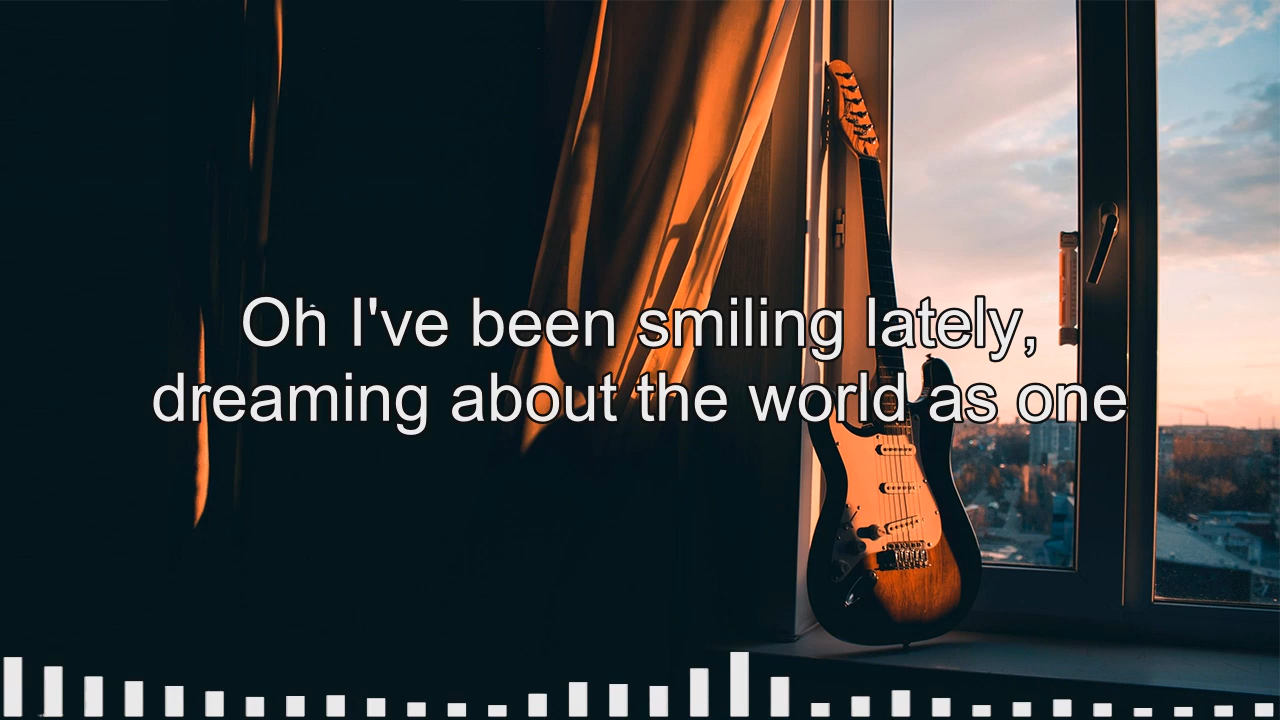 Oh I've been smiling lately,
dreaming about the world as one